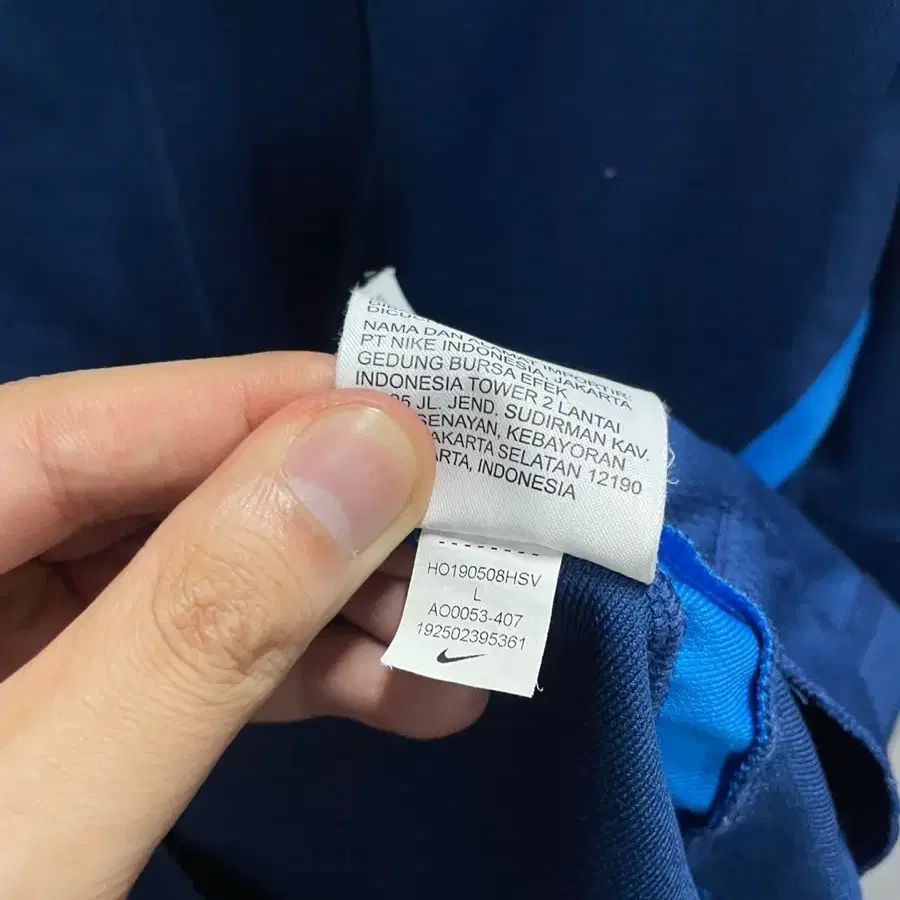 NAMA DAN ALAMAT IMPORTIR:
PT NIKE INDONESIA, JAKARTA
GEDUNG BURSA EFEK
INDONESIA TOWER 2 LANTAI
JL. JEND. SUDIRMAN KAV.
SENAYAN, KEBAYORAN
JAKARTA SELATAN 12190
INDONESIA
HO190508HSV
L
AO0053-407
192502395361